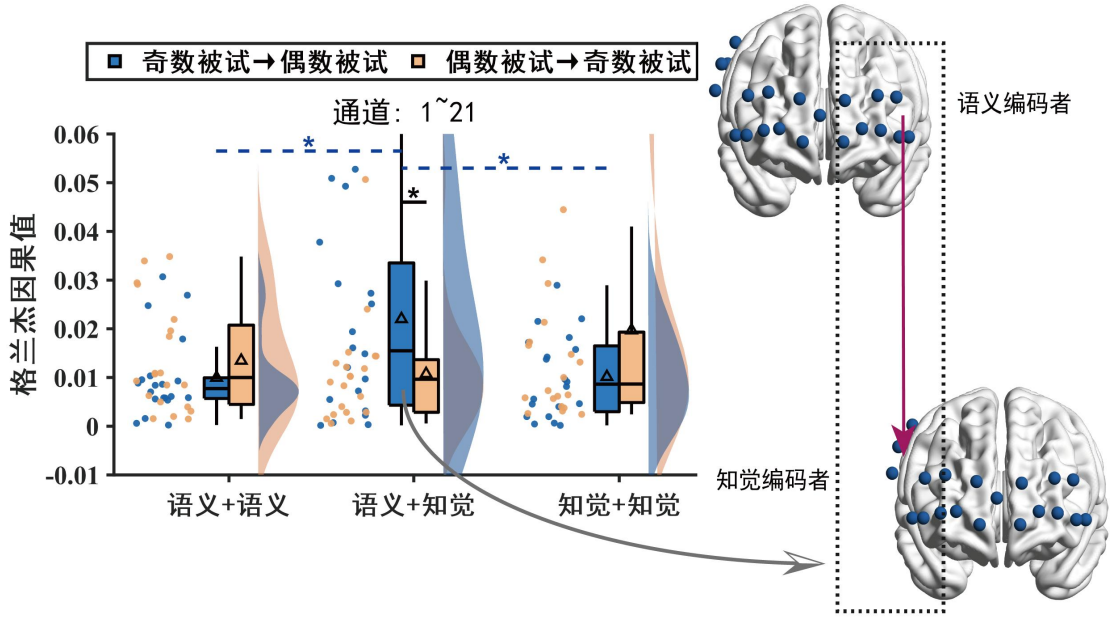 奇数被试→偶数被试 偶数被试→奇数被试
通道：1~21
格兰杰因果值
0.06
0.05
0.04
0.03
0.02
0.01
0
-0.01
*
*
*
语义+语义 语义+知觉 知觉+知觉
语义编码者
知觉编码者